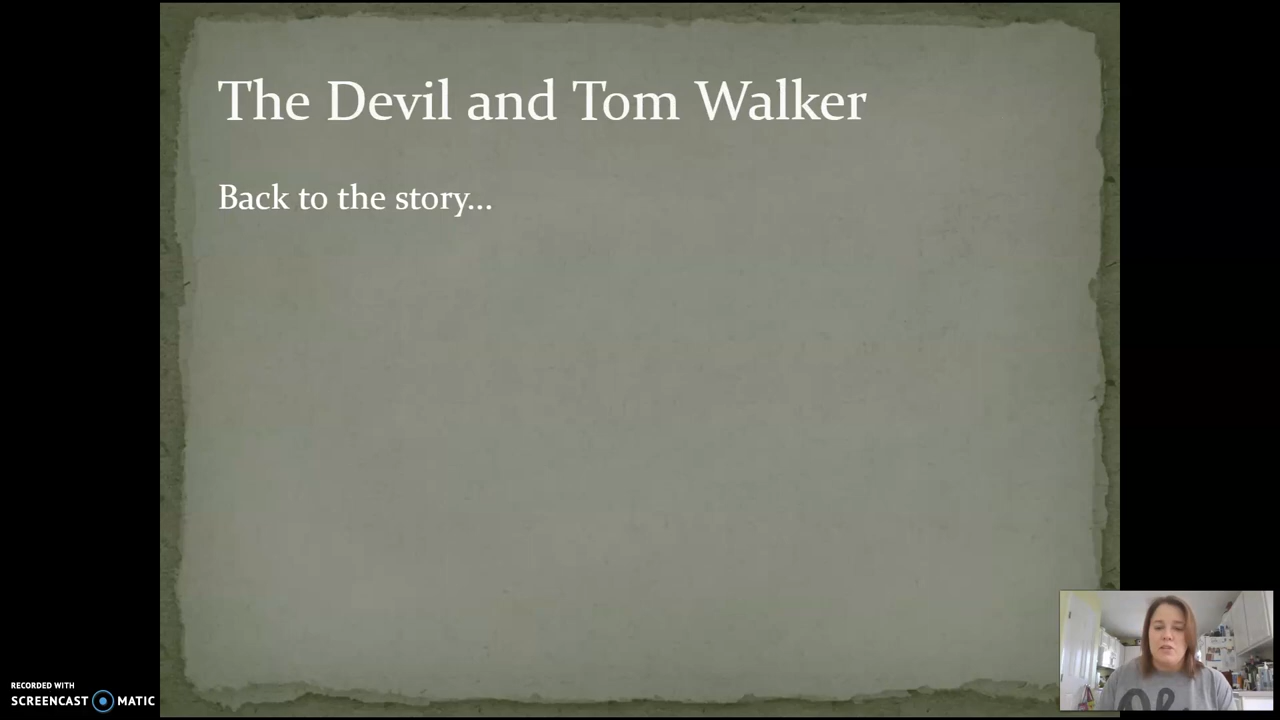 The Devil and Tom Walker
Back to the story...
RECORDED WITH
SCREENCAST MATIC